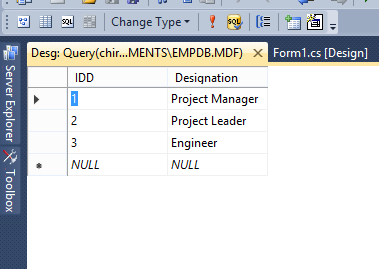 Change Type
SQL
Desg: Query(chir...MENTS\EMPDB.MDF)
Form1.cs [Design]
Server Explorer
Toolbox
IDD Designation
1 Project Manager
2 Project Leader
3 Engineer
NULL NULL